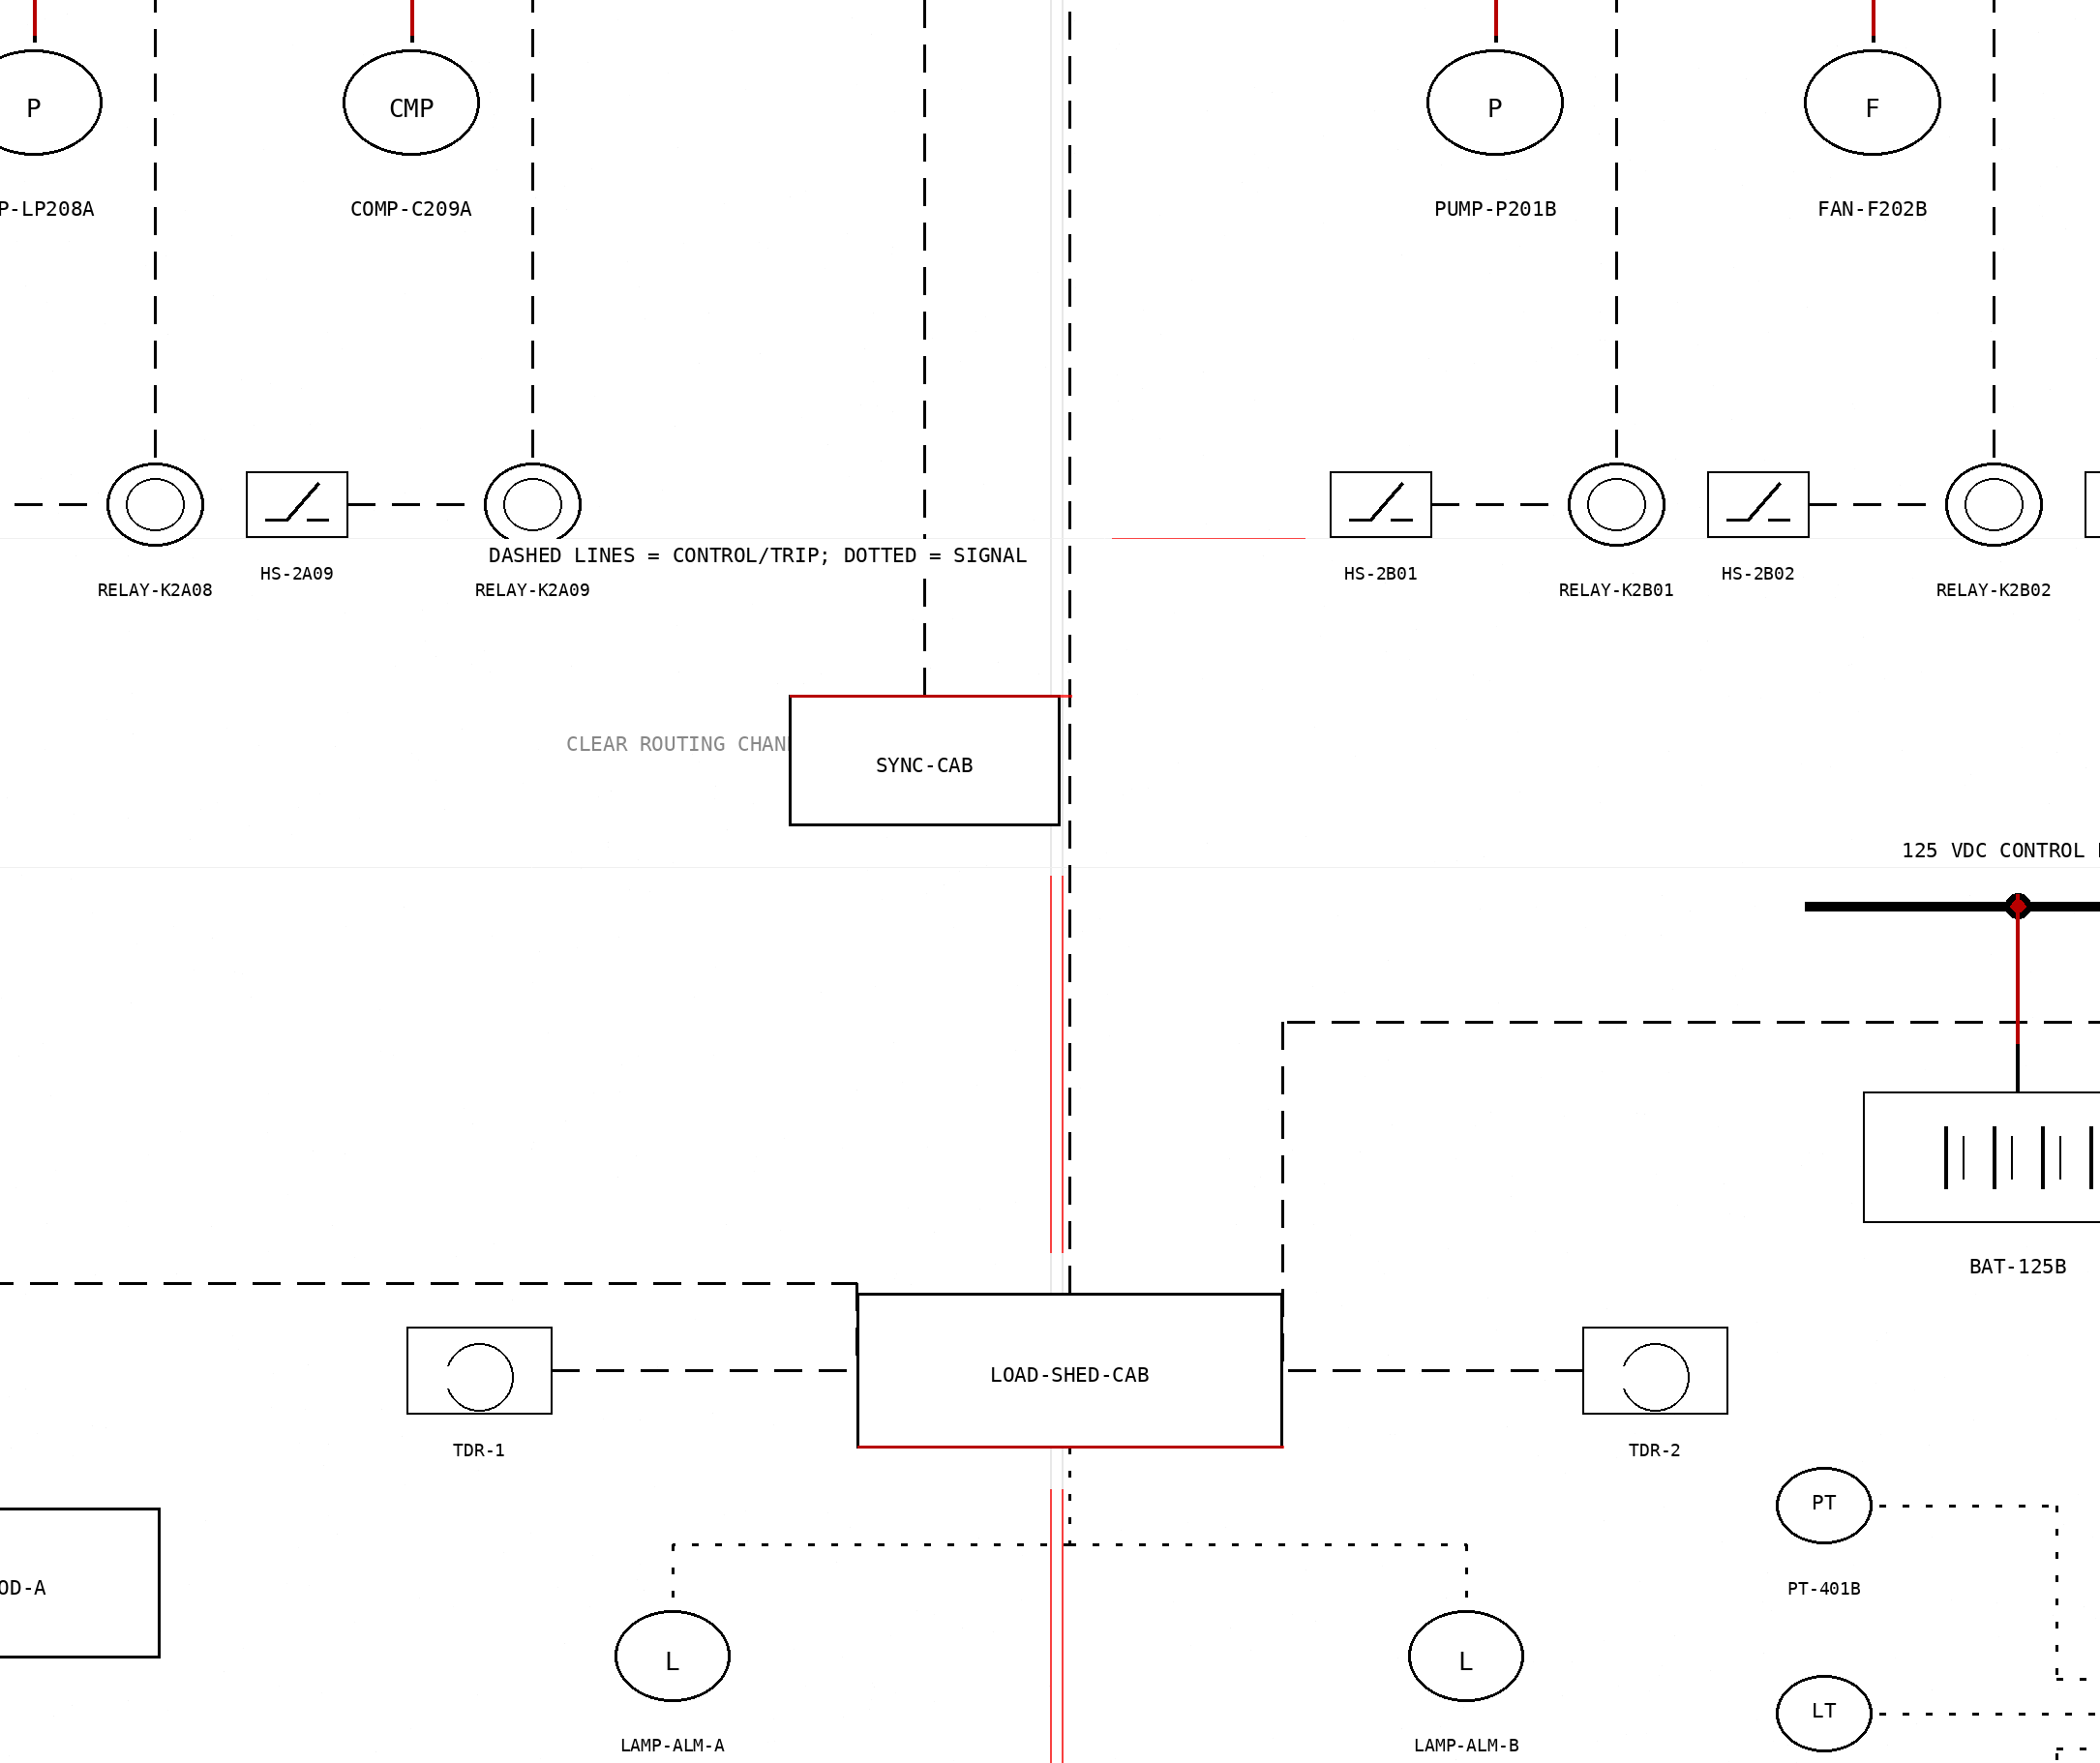 P
CMP
P
F
P-LP208A
COMP-C209A
PUMP-P201B
FAN-F202B
DASHED LINES = CONTROL/TRIP; DOTTED = SIGNAL
HS-2A09
HS-2B01
HS-2B02
RELAY-K2A08
RELAY-K2A09
RELAY-K2B01
RELAY-K2B02
CLEAR ROUTING CHAN
SYNC-CAB
125 VDC CONTROL
BAT-125B
LOAD-SHED-CAB
TDR-1
TDR-2
PT
OD-A
PT-401B
L
L
LT
LAMP-ALM-A
LAMP-ALM-B